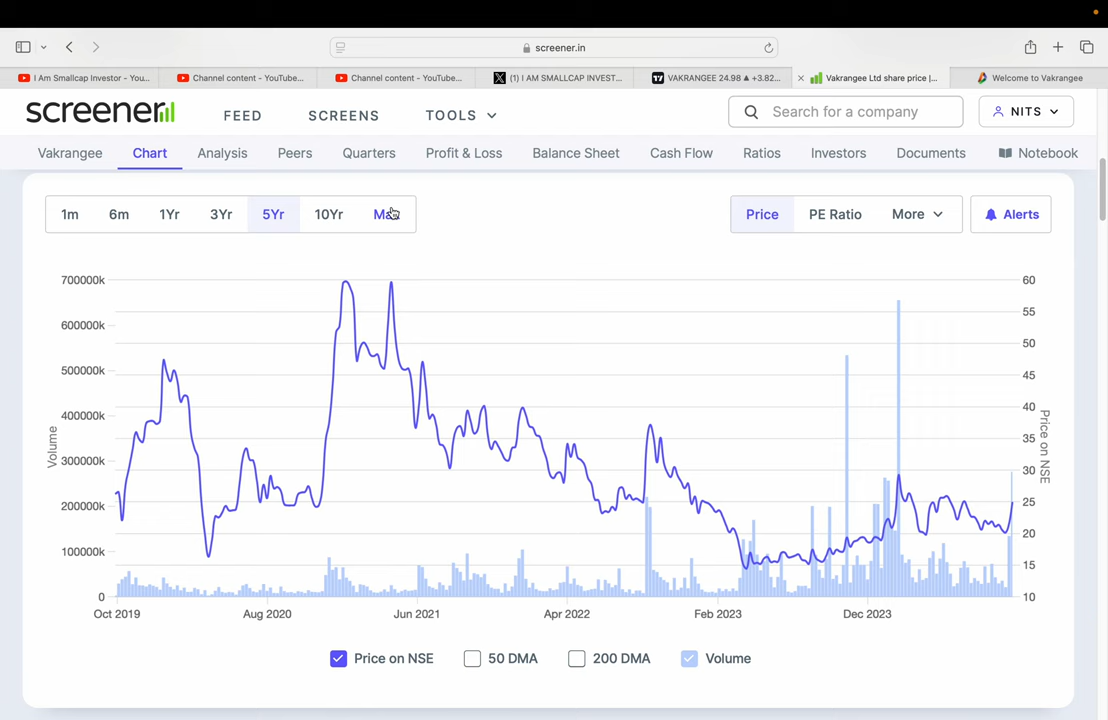 screener.in
I Am Smallcap Investor - You...
Channel content - YouTube...
Channel content - YouTube...
(1) I AM SMALLCAP INVEST...
VAKRANGEE 24.98 ▲ +3.82...
Vakrangee Ltd share price |...
Welcome to Vakrangee
screener
FEED
SCREENS
TOOLS
Search for a company
NITS
Vakrangee
Chart
Analysis
Peers
Quarters
Profit & Loss
Balance Sheet
Cash Flow
Ratios
Investors
Documents
Notebook
1m
6m
1Yr
3Yr
5Yr
10Yr
Price
PE Ratio
More
Alerts
700000k
600000k
500000k
400000k
300000k
200000k
100000k
0
Volume
60
55
50
45
40
35
30
25
20
15
10
Price on NSE
Oct 2019
Aug 2020
Jun 2021
Apr 2022
Feb 2023
Dec 2023
Price on NSE
50 DMA
200 DMA
Volume